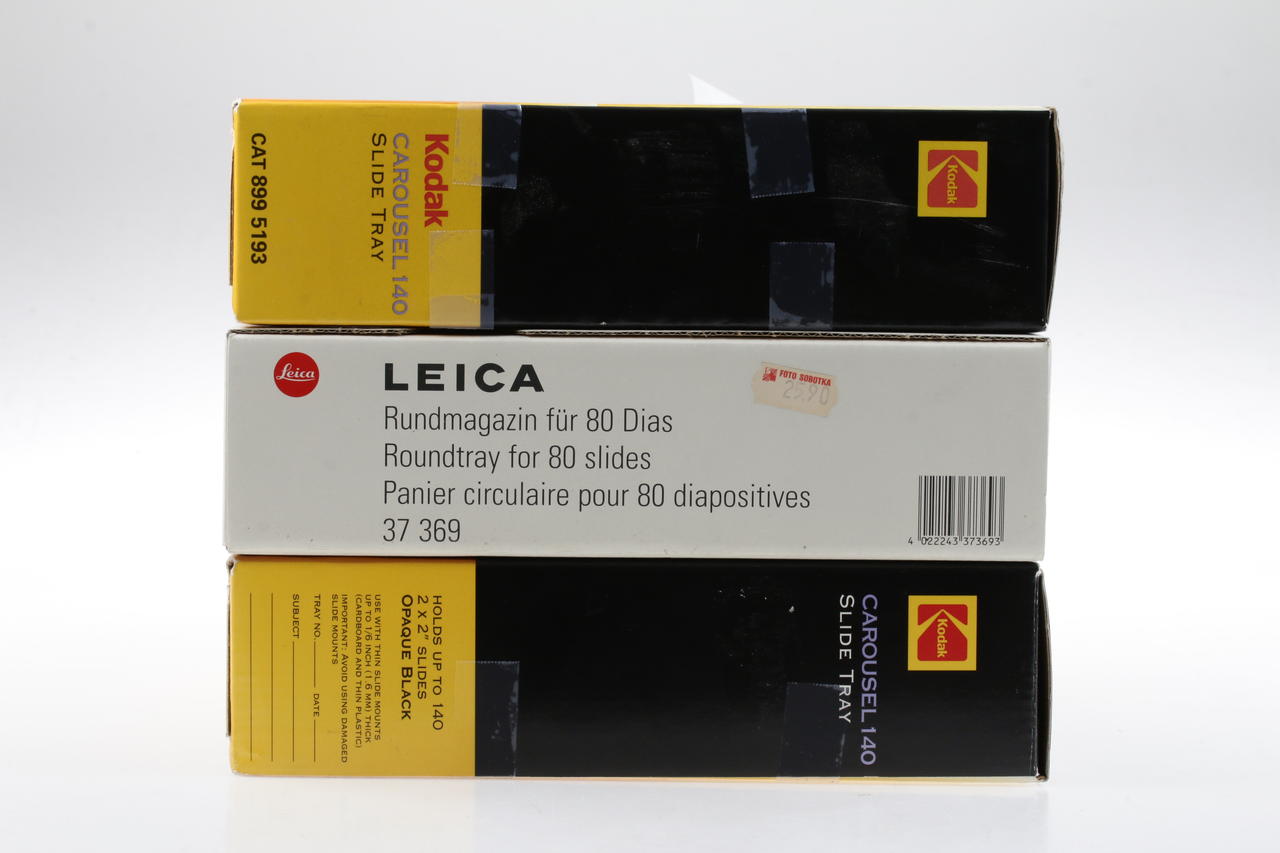 Kodak
CAROUSEL 140
SLIDE TRAY
CAT 899 5193
Kodak
Leica
LEICA
Rundmagazin für 80 Dias
Roundtray for 80 slides
Panier circulaire pour 80 diapositives
37 369
FOTO SOBOTKA
25.90
4 022243 373693
HOLDS UP TO 140
2 X 2" SLIDES
OPAQUE BLACK
USE WITH THIN SLIDE MOUNTS
UP TO 1/6 INCH (1.6 MM) THICK
(CARDBOARD AND THIN PLASTIC)
IMPORTANT: AVOID USING DAMAGED
SLIDE MOUNTS
TRAY NO. DATE
SUBJECT
CAROUSEL 140
SLIDE TRAY
Kodak